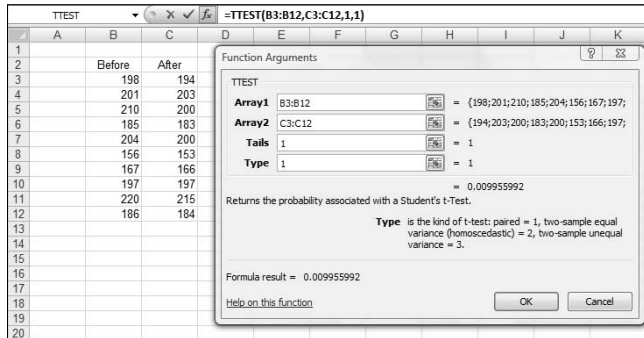 TTEST =TTEST(B3:B12,C3:C12,1,1)
A B C D E F G H I J K
1
2 Before After
3 198 194
4 201 203
5 210 200
6 185 183
7 204 200
8 156 153
9 167 166
10 197 197
11 220 215
12 186 184
13
14
15
16
17
18
19
20
Function Arguments
TTEST
Array1 B3:B12 = {198;201;210;185;204;156;167;197;
Array2 C3:C12 = {194;203;200;183;200;153;166;197;
Tails 1 = 1
Type 1 = 1
= 0.009955992
Returns the probability associated with a Student's t-Test.
Type is the kind of t-test: paired = 1, two-sample equal
variance (homoscedastic) = 2, two-sample unequal
variance = 3.
Formula result = 0.009955992
Help on this function OK Cancel